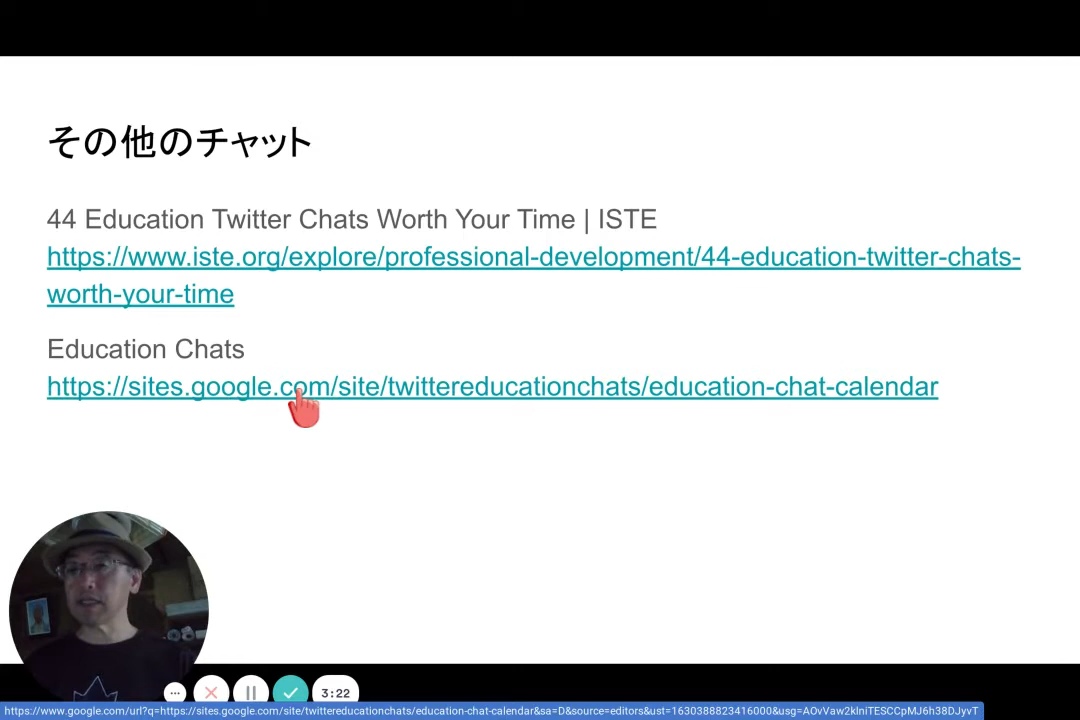 その他のチャット
44 Education Twitter Chats Worth Your Time | ISTE
https://www.iste.org/explore/professional-development/44-education-twitter-chats-
worth-your-time
Education Chats
https://sites.google.com/site/twittereducationchats/education-chat-calendar
3:22
https://www.google.com/url?q=https://sites.google.com/site/twittereducationchats/education-chat-calendar&sa=D&source=editors&ust=1630388823416000&usg=AOvVaw2klniTESCCpMJ6h38DJyvT